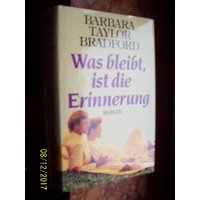 BARBARA
TAYLOR
BRADFORD
Was bleibt,
ist die
Erinnerung
ROMAN
08/12/2017